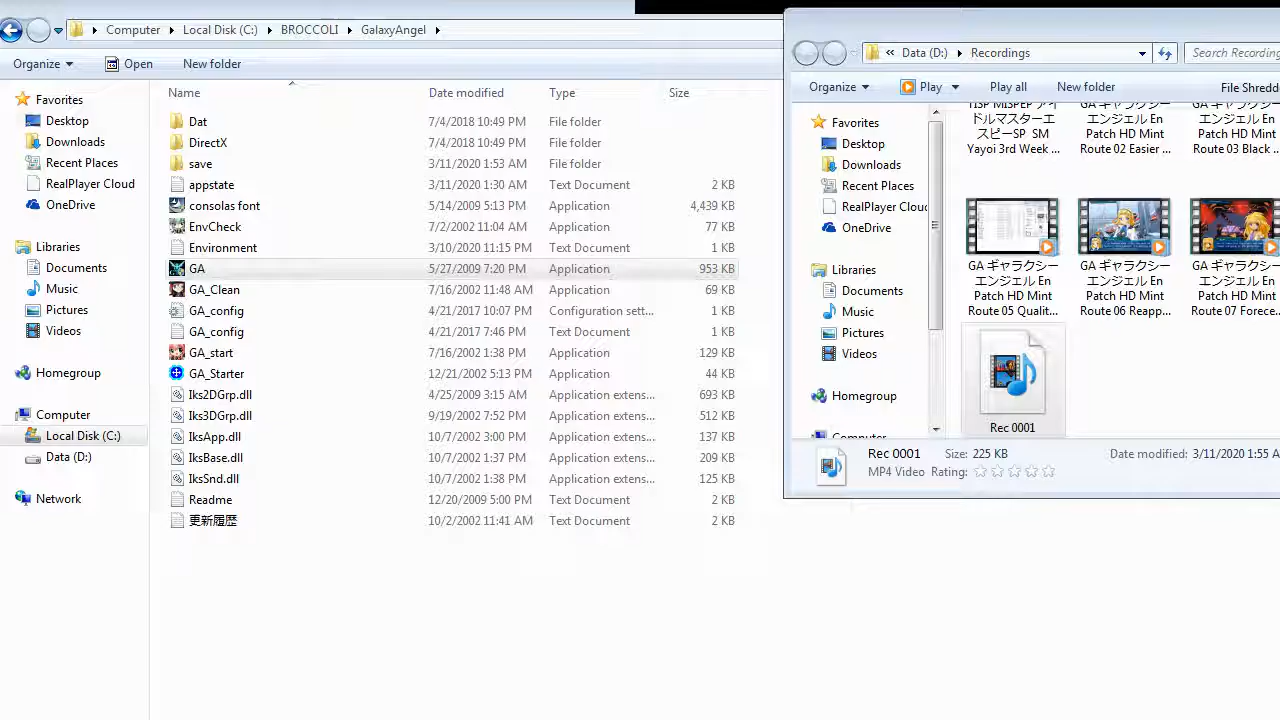 Computer Local Disk (C:) BROCCOLI GalaxyAngel
Organize Open New folder
Favorites
Desktop
Downloads
Recent Places
RealPlayer Cloud
OneDrive
Libraries
Documents
Music
Pictures
Videos
Homegroup
Computer
Local Disk (C:)
Data (D:)
Network
Name Date modified Type Size
Dat 7/4/2018 10:49 PM File folder
DirectX 7/4/2018 10:49 PM File folder
save 3/11/2020 1:53 AM File folder
appstate 3/11/2020 1:30 AM Text Document 2 KB
consolas font 5/14/2009 5:13 PM Application 4,439 KB
EnvCheck 7/2/2002 11:04 AM Application 77 KB
Environment 3/10/2020 11:15 PM Text Document 1 KB
GA 5/27/2009 7:20 PM Application 953 KB
GA_Clean 7/16/2002 11:48 AM Application 69 KB
GA_config 4/21/2017 10:07 PM Configuration sett... 1 KB
GA_config 4/21/2017 7:46 PM Text Document 1 KB
GA_start 7/16/2002 1:38 PM Application 129 KB
GA_Starter 12/21/2002 5:13 PM Application 44 KB
Iks2DGrp.dll 4/25/2009 3:15 AM Application extens... 693 KB
Iks3DGrp.dll 9/19/2002 7:52 PM Application extens... 512 KB
IksApp.dll 10/7/2002 3:00 PM Application extens... 137 KB
IksBase.dll 10/7/2002 1:37 PM Application extens... 209 KB
IksSnd.dll 10/7/2002 1:38 PM Application extens... 125 KB
Readme 12/20/2009 5:00 PM Text Document 2 KB
更新履歴 10/2/2002 11:41 AM Text Document 2 KB
« Data (D:) Recordings Search Recording
Organize Play Play all New folder File Shredd
Favorites
Desktop
Downloads
Recent Places
RealPlayer Cloud
OneDrive
Libraries
Documents
Music
Pictures
Videos
Homegroup
Computer
ドルマスターエ
スピーSP SM
Yayoi 3rd Week ...
GA ギャラクシー
エンジェル En
Patch HD Mint
Route 02 Easier ...
GA ギャラクシー
エンジェル En
Patch HD Mint
Route 03 Black ...
GA ギャラクシー
エンジェル En
Patch HD Mint
Route 05 Qualit...
GA ギャラクシー
エンジェル En
Patch HD Mint
Route 06 Reapp...
GA ギャラクシー
エンジェル En
Patch HD Mint
Route 07 Forece...
Rec 0001
Rec 0001 Size: 225 KB Date modified: 3/11/2020 1:55 A
MP4 Video Rating: